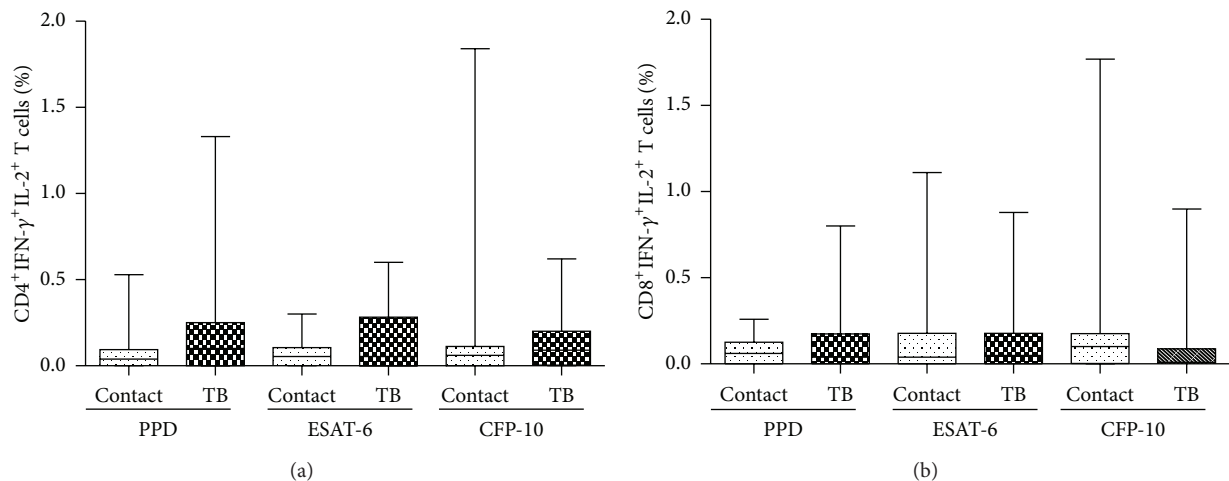 2.0
1.5
1.0
0.5
0.0
CD4⁺IFN-γ⁺IL-2⁺ T cells (%)
Contact TB Contact TB Contact TB
PPD ESAT-6 CFP-10
(a)
2.0
1.5
1.0
0.5
0.0
CD8⁺IFN-γ⁺IL-2⁺ T cells (%)
Contact TB Contact TB Contact TB
PPD ESAT-6 CFP-10
(b)